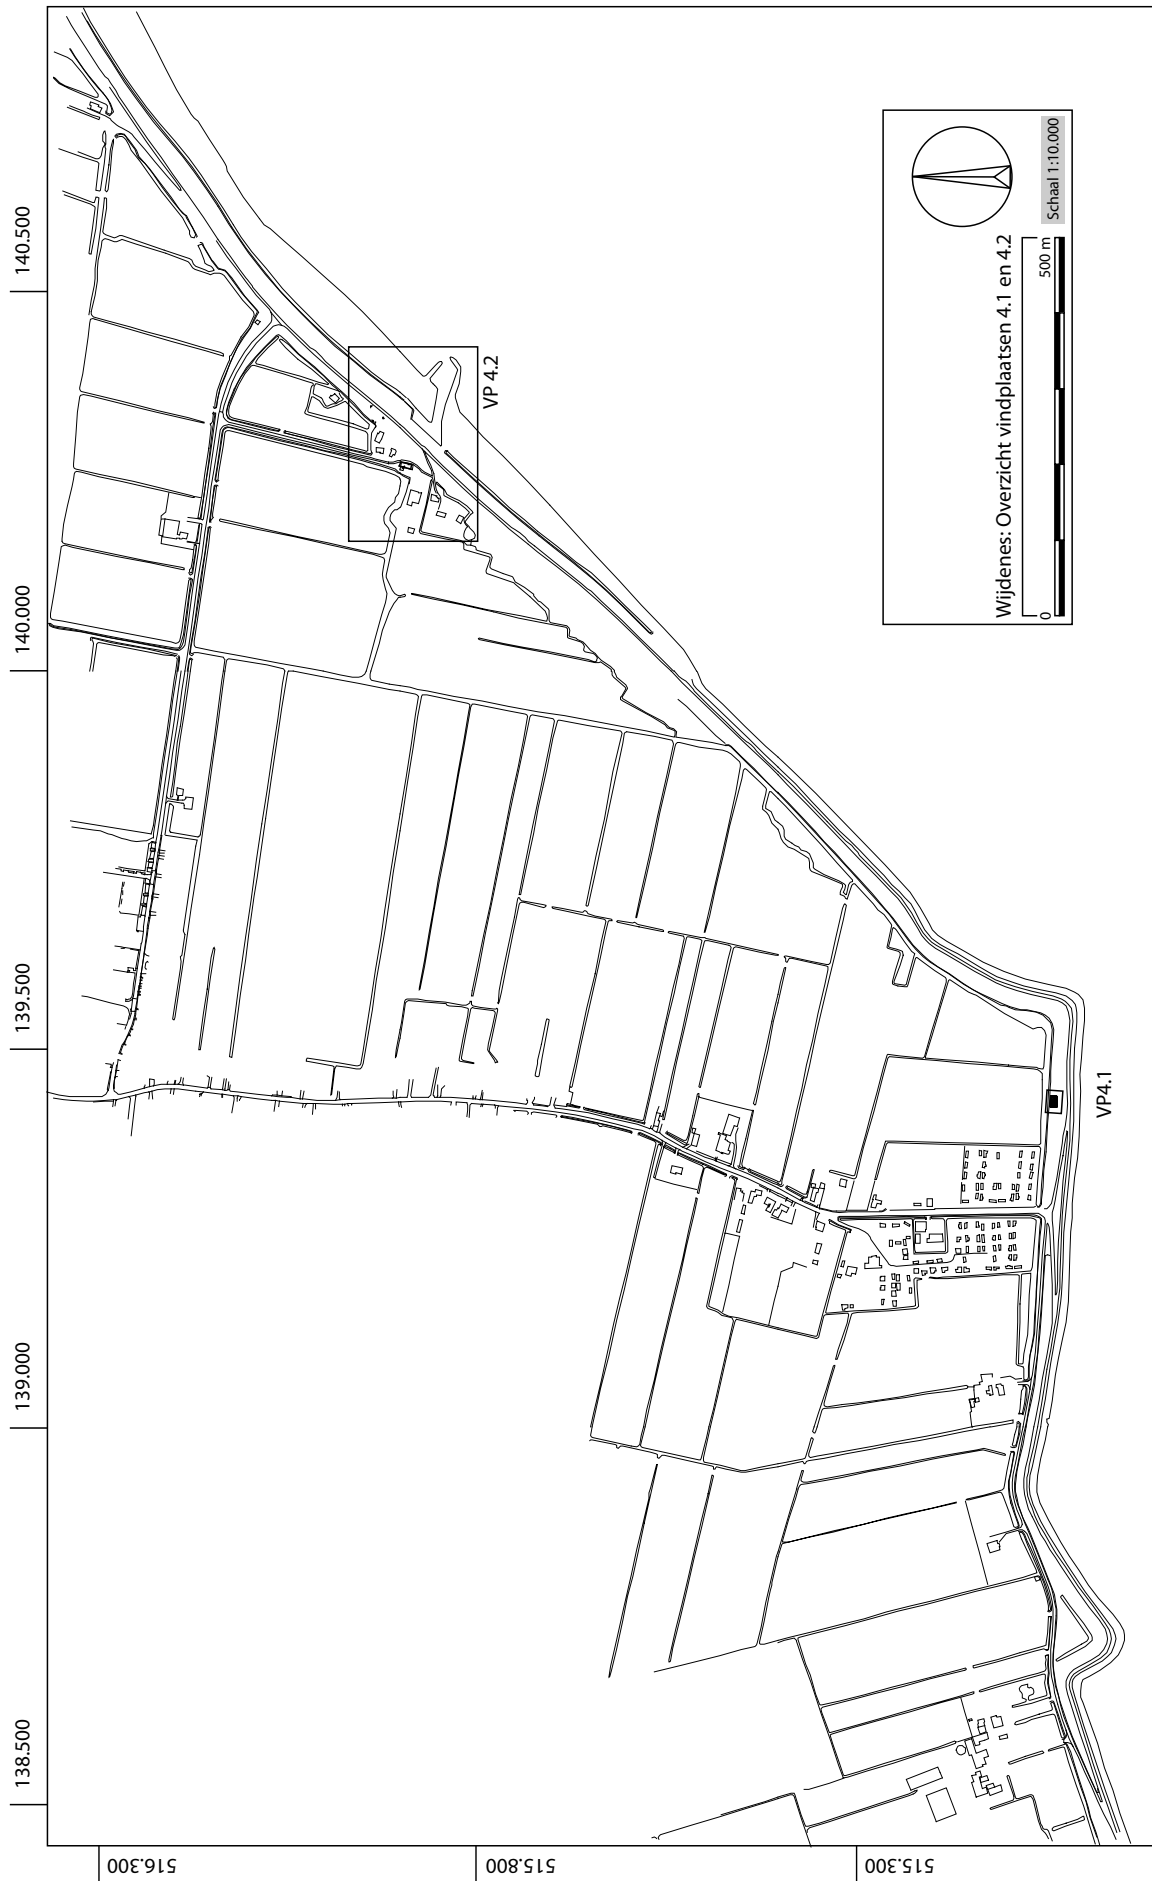 140.500
140.000
139.500
139.000
138.500
516.300
515.800
515.300
VP 4.2
VP4.1
Wijdenes: Overzicht vindplaatsen 4.1 en 4.2
0
500 m
Schaal 1:10.000